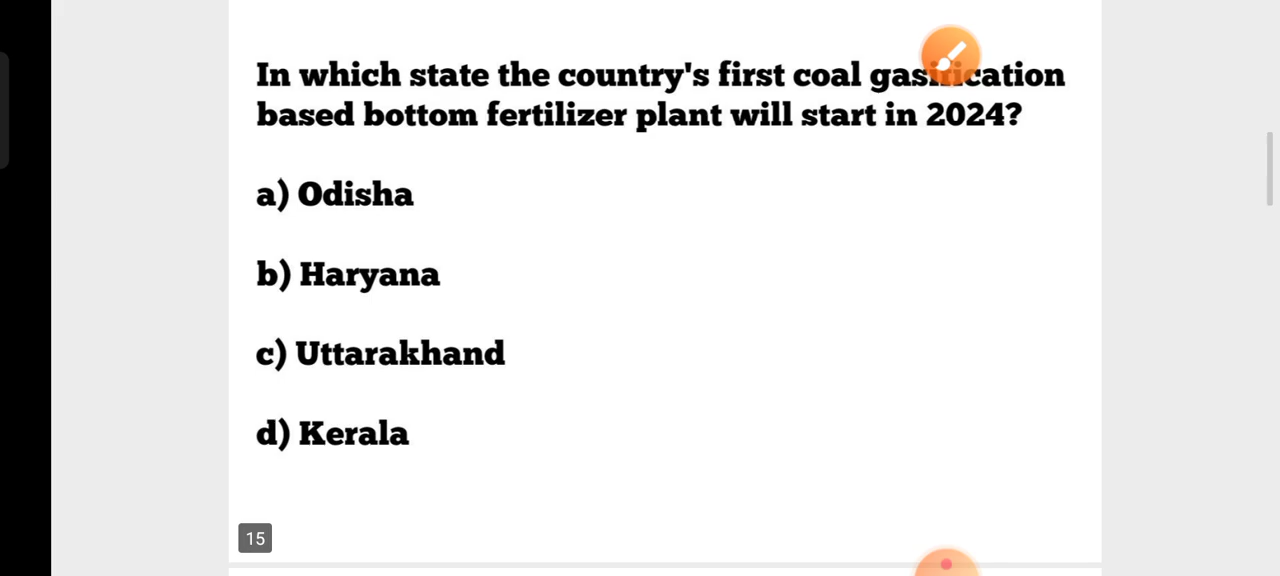 In which state the country's first coal gasification
based bottom fertilizer plant will start in 2024?
a) Odisha
b) Haryana
c) Uttarakhand
d) Kerala
15